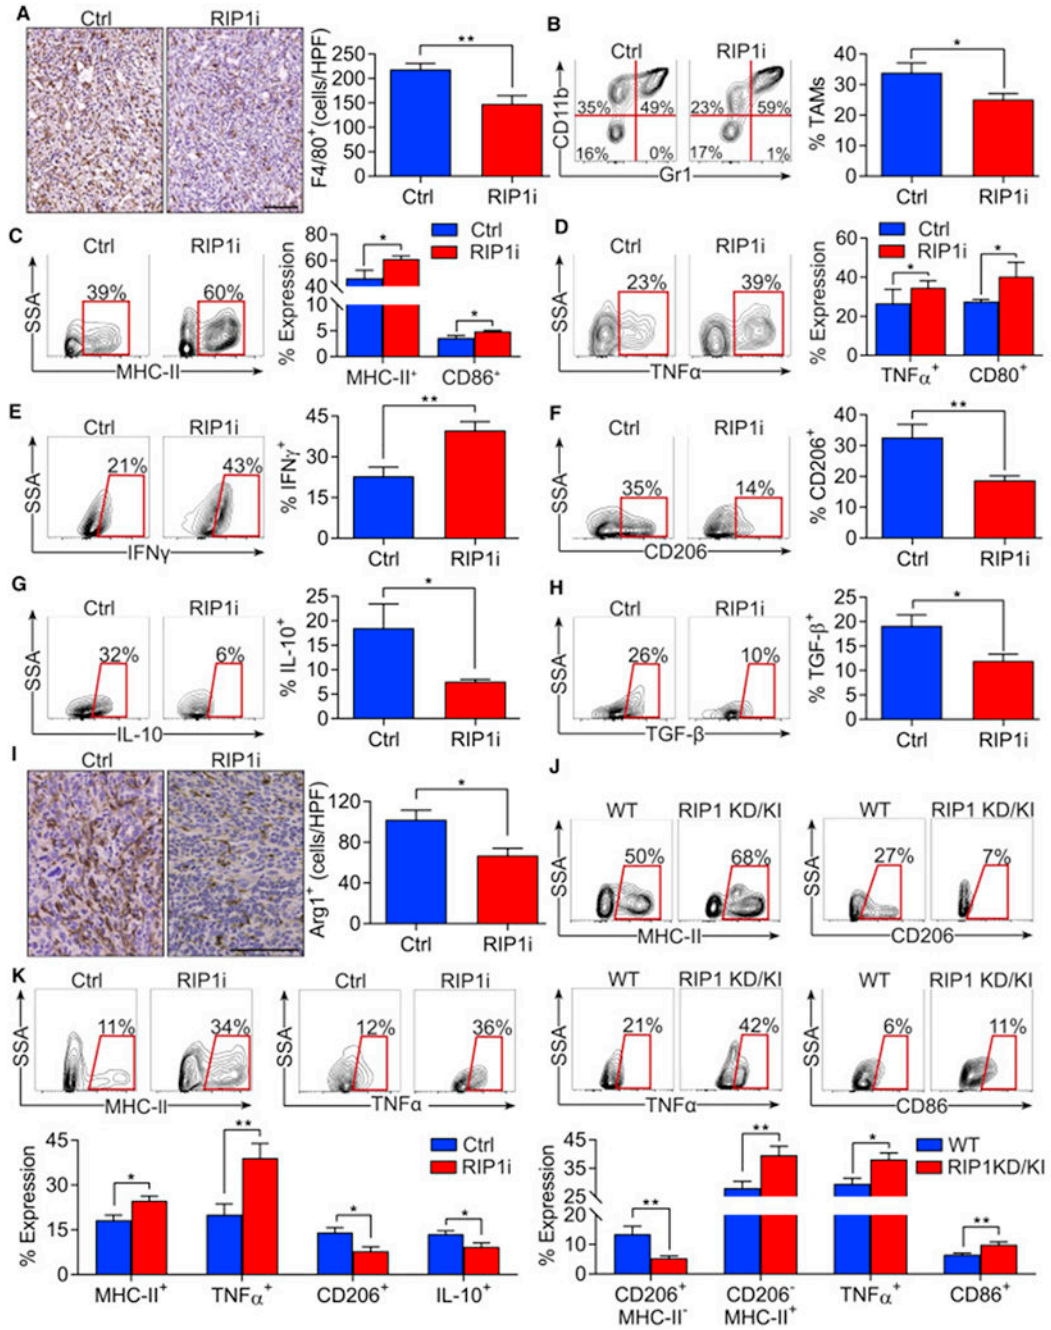 A
Ctrl
RIP1i
F4/80+(cells/HPF)
250
200
150
100
50
0
**
Ctrl
RIP1i
B
Ctrl
RIP1i
CD11b
35%
49%
16%
0%
23%
59%
17%
1%
Gr1
% TAMs
40
30
20
10
0
*
Ctrl
RIP1i
C
Ctrl
RIP1i
SSA
39%
60%
MHC-II
% Expression
80
60
40
10
5
0
*
*
Ctrl
RIP1i
MHC-II+
CD86+
D
Ctrl
RIP1i
SSA
23%
39%
TNFα
% Expression
60
40
20
0
*
*
Ctrl
RIP1i
TNFα+
CD80+
E
Ctrl
RIP1i
SSA
21%
43%
IFNγ
% IFNγ+
45
30
15
0
**
Ctrl
RIP1i
F
Ctrl
RIP1i
SSA
35%
14%
CD206
% CD206+
40
30
20
10
0
**
Ctrl
RIP1i
G
Ctrl
RIP1i
SSA
32%
6%
IL-10
% IL-10+
25
20
15
10
5
0
*
Ctrl
RIP1i
H
Ctrl
RIP1i
SSA
26%
10%
TGF-β
% TGF-β+
25
20
15
10
5
0
*
Ctrl
RIP1i
I
Ctrl
RIP1i
Arg1+ (cells/HPF)
120
80
40
0
*
Ctrl
RIP1i
J
WT
RIP1 KD/KI
SSA
50%
68%
MHC-II
WT
RIP1 KD/KI
SSA
27%
7%
CD206
WT
RIP1 KD/KI
SSA
21%
42%
TNFα
WT
RIP1 KD/KI
SSA
6%
11%
CD86
% Expression
45
35
25
20
10
0
**
**
*
**
WT
RIP1KD/KI
CD206+
MHC-II-
CD206-
MHC-II+
TNFα+
CD86+
K
Ctrl
RIP1i
SSA
11%
34%
MHC-II
Ctrl
RIP1i
SSA
12%
36%
TNFα
% Expression
45
30
15
0
*
**
*
*
Ctrl
RIP1i
MHC-II+
TNFα+
CD206+
IL-10+